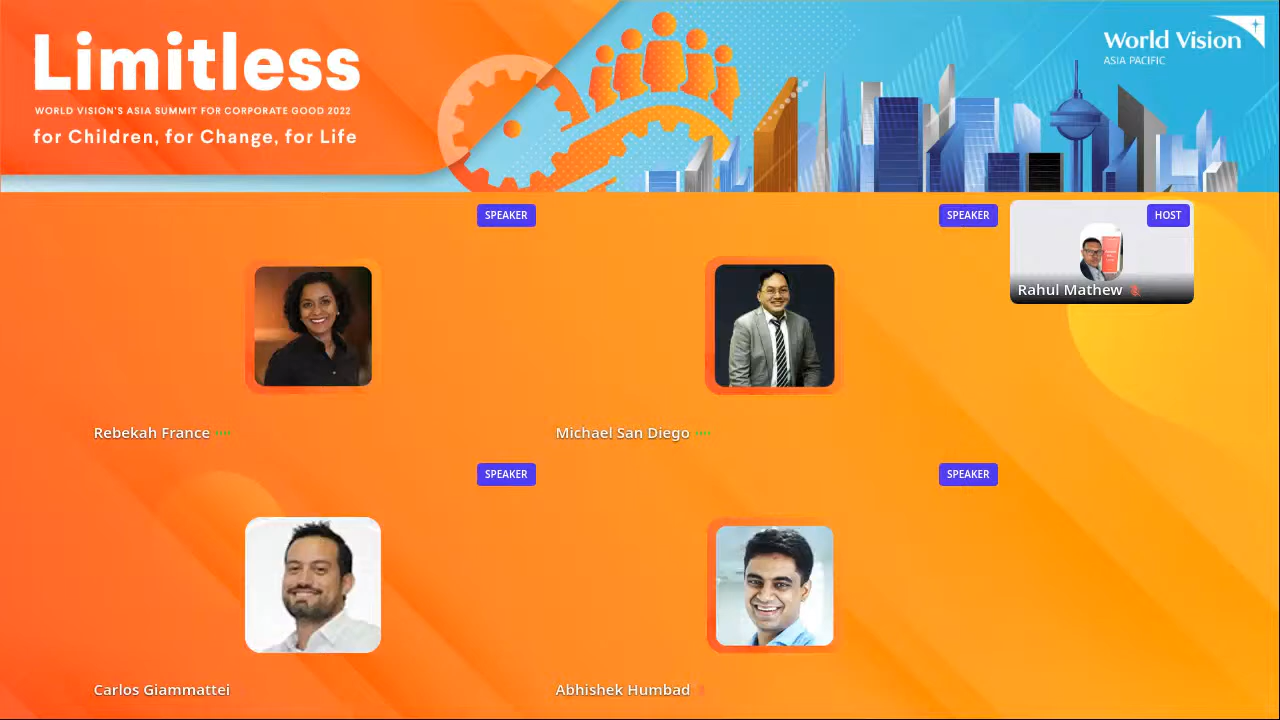 Limitless
WORLD VISION'S ASIA SUMMIT FOR CORPORATE GOOD 2022
for Children, for Change, for Life
World Vision
ASIA PACIFIC
SPEAKER
SPEAKER
HOST
Rahul Mathew
Rebekah France
Michael San Diego
SPEAKER
SPEAKER
Carlos Giammattei
Abhishek Humbad